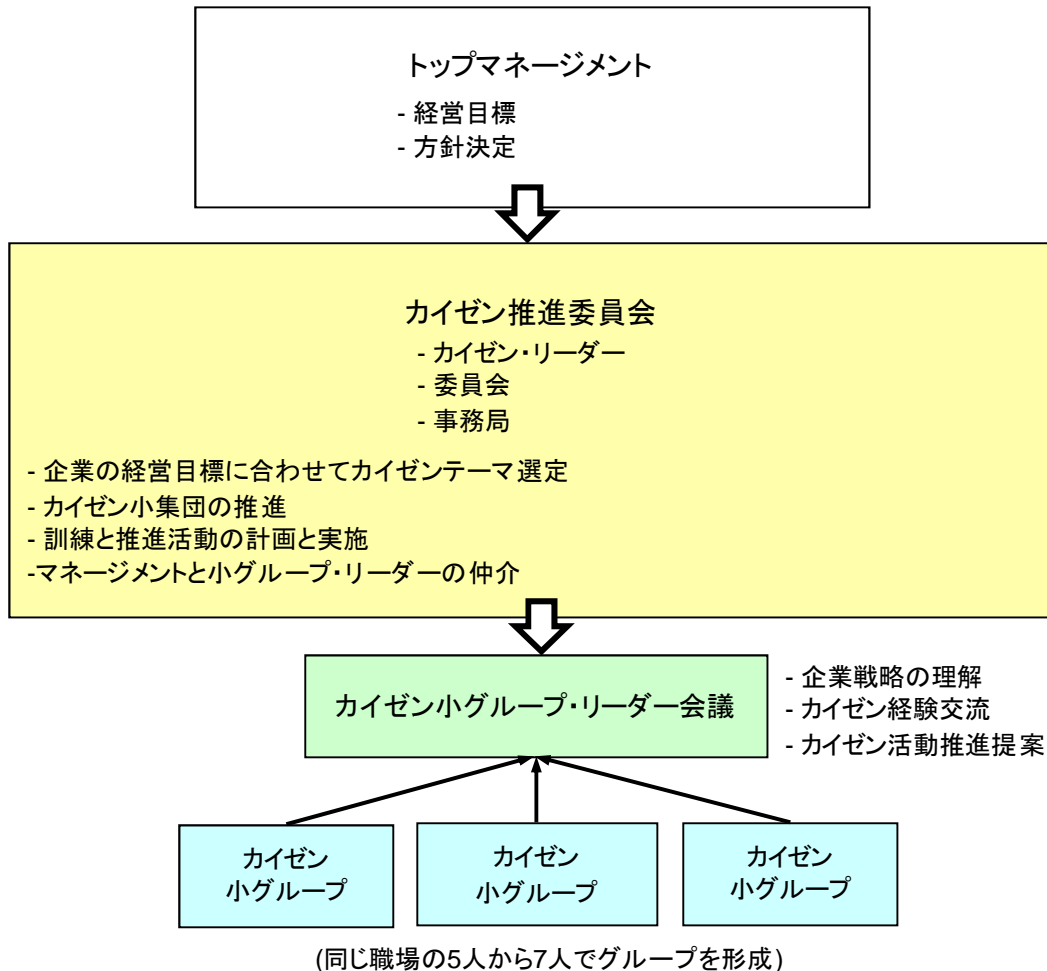 トップマネージメント
- 経営目標
- 方針決定
カイゼン推進委員会
- カイゼン・リーダー
- 委員会
- 事務局
- 企業の経営目標に合わせてカイゼンテーマ選定
- カイゼン小集団の推進
- 訓練と推進活動の計画と実施
-マネージメントと小グループ・リーダーの仲介
カイゼン小グループ・リーダー会議
- 企業戦略の理解
- カイゼン経験交流
- カイゼン活動推進提案
カイゼン
小グループ
カイゼン
小グループ
カイゼン
小グループ
(同じ職場の5人から7人でグループを形成)